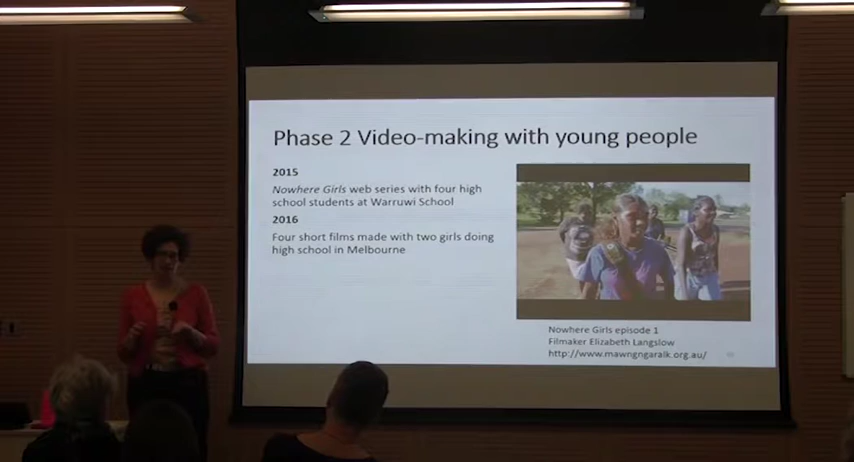 Phase 2 Video-making with young people
2015
Nowhere Girls web series with four high
school students at Warruwi School
2016
Four short films made with two girls doing
high school in Melbourne
Nowhere Girls episode 1
Filmaker Elizabeth Langslow
http://www.mawngngaralk.org.au/